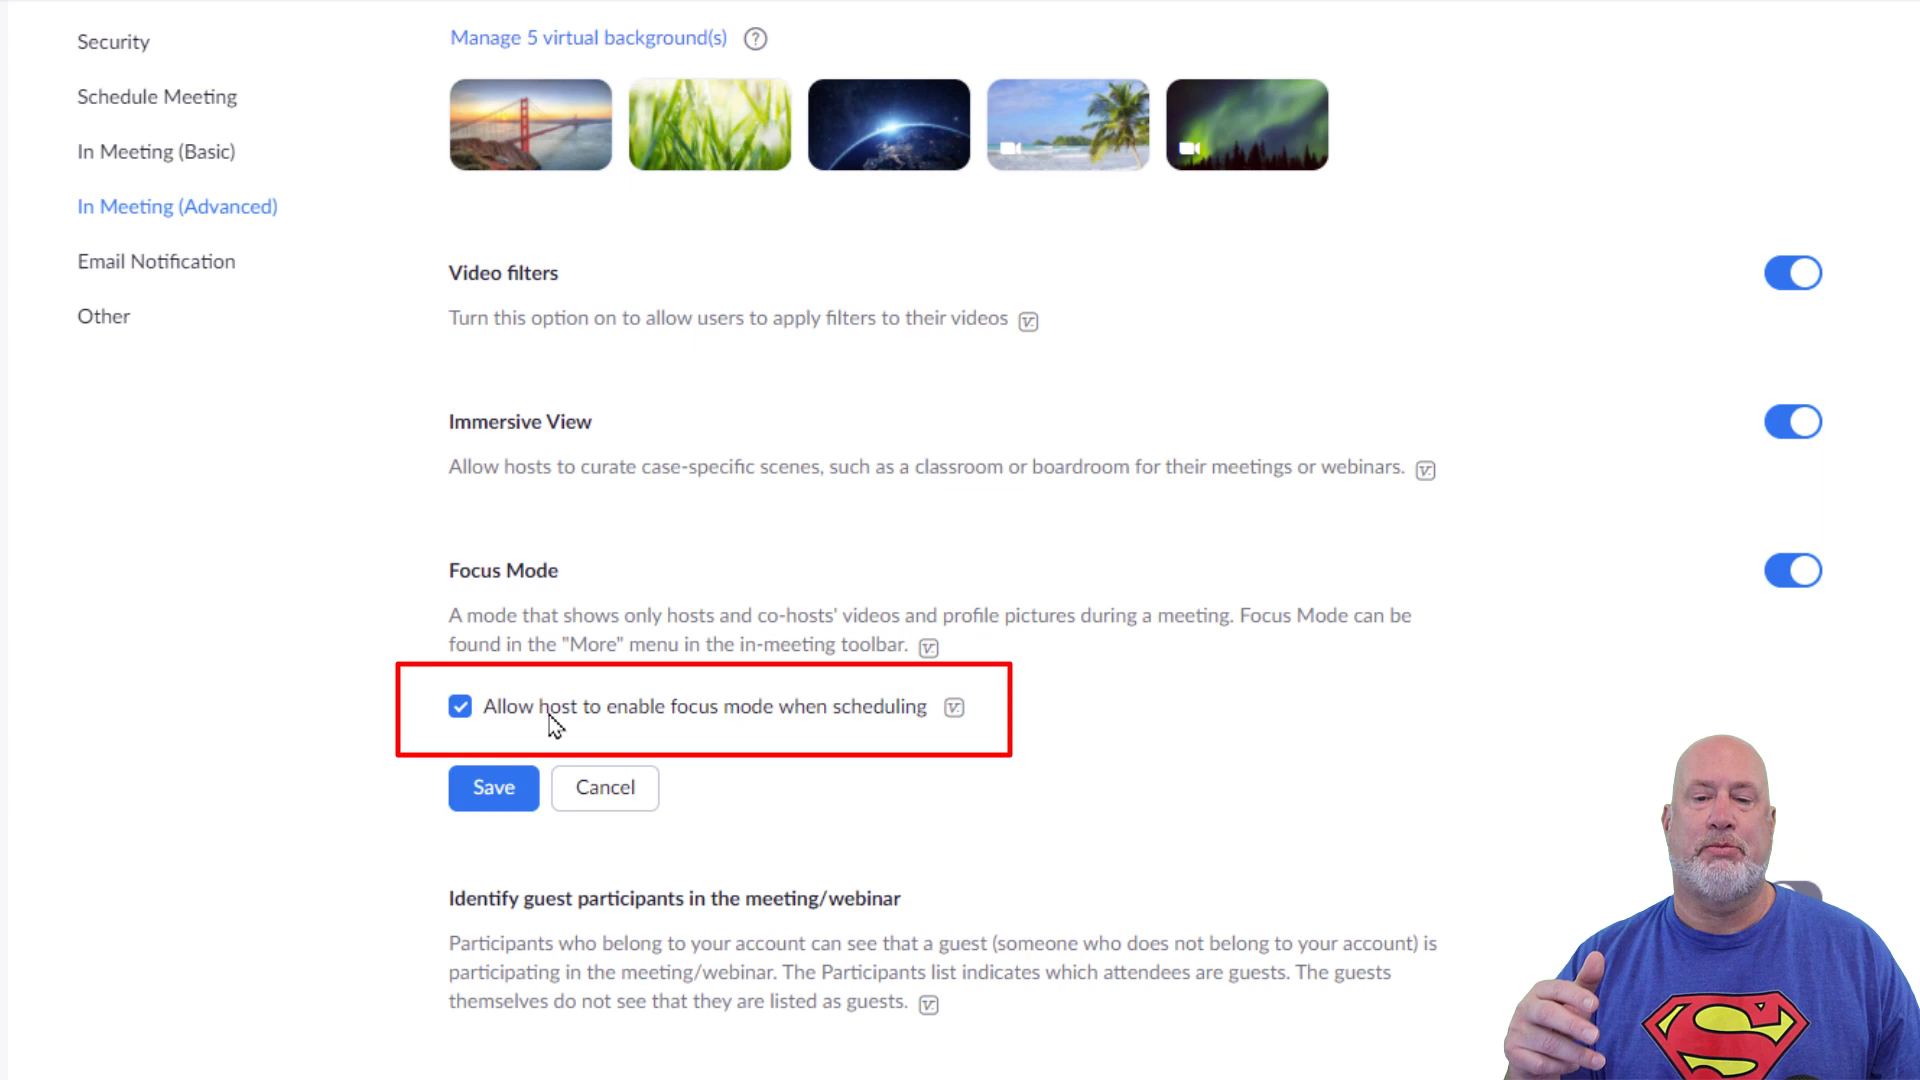 Security
Schedule Meeting
In Meeting (Basic)
In Meeting (Advanced)
Email Notification
Other
Manage 5 virtual background(s) ?
Video filters
Turn this option on to allow users to apply filters to their videos
Immersive View
Allow hosts to curate case-specific scenes, such as a classroom or boardroom for their meetings or webinars.
Focus Mode
A mode that shows only hosts and co-hosts' videos and profile pictures during a meeting. Focus Mode can be
found in the "More" menu in the in-meeting toolbar.
Allow host to enable focus mode when scheduling
Save
Cancel
Identify guest participants in the meeting/webinar
Participants who belong to your account can see that a guest (someone who does not belong to your account) is
participating in the meeting/webinar. The Participants list indicates which attendees are guests. The guests
themselves do not see that they are listed as guests.
S